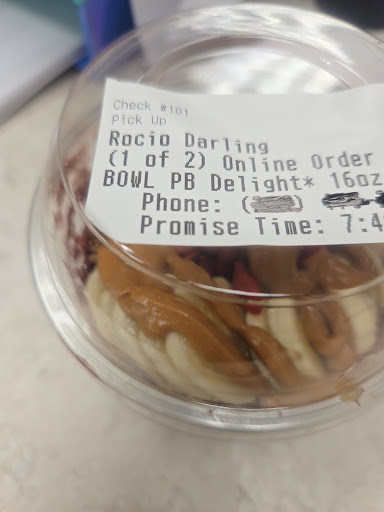 Check #101
Pick Up
Rocio Darling
(1 of 2) Online Order
BOWL PB Delight* 16oz
Phone: ( )
Promise Time: 7:4